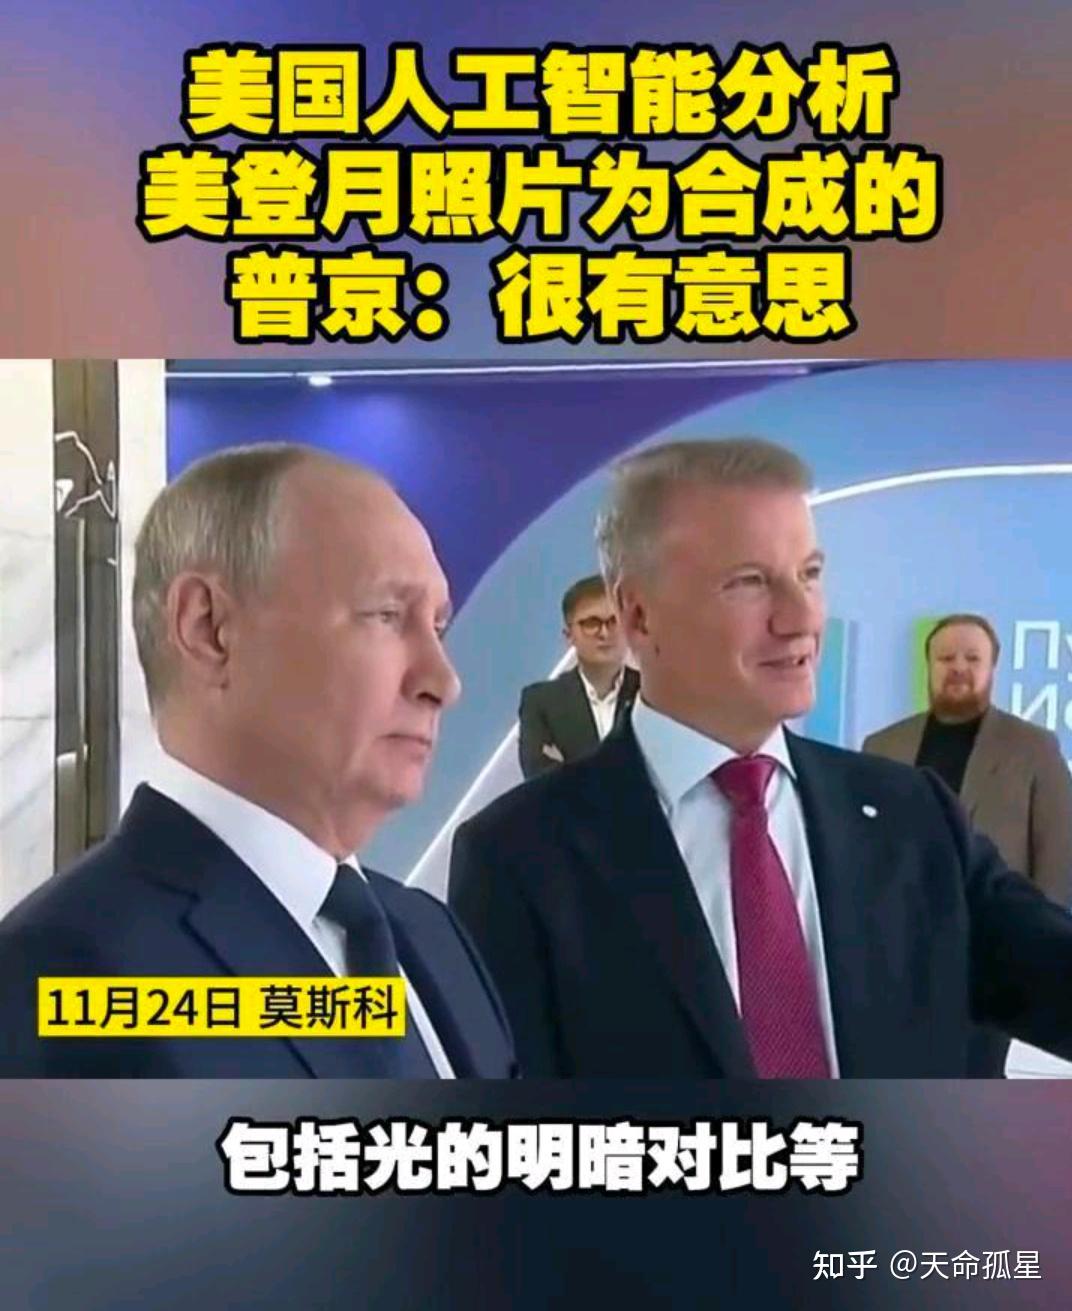 美国人工智能分析
美登月照片为合成的
普京：很有意思
Пу
Ис
11月24日 莫斯科
包括光的明暗对比等
知乎 @天命孤星